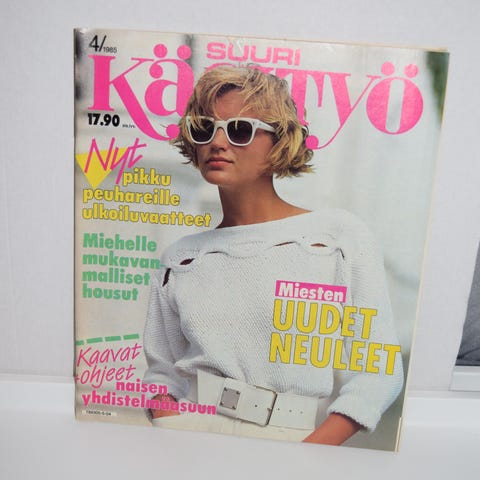 4/1985
SUURI
KÄSITYÖ
17.90
Nyt
pikku
peuhareille
ulkoiluvaatteet
Miehelle
mukavan
malliset
housut
Miesten
UUDET
NEULEET
Kaavat
+ohjeet
naisen
yhdistelmäasuun